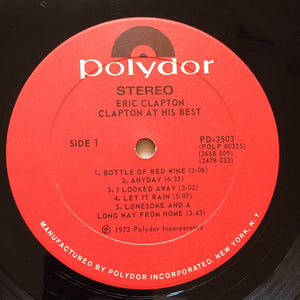 polydor
STEREO
ERIC CLAPTON
CLAPTON AT HIS BEST
SIDE 1
PD-3503
(POLP 80325)
(2668 009)
(2478 033)
1. BOTTLE OF RED WINE (3:06)
2. ANYDAY (6:33)
3. I LOOKED AWAY (3:02)
4. LET IT RAIN (5:07)
5. LONESOME AND A
LONG WAY FROM HOME (3:43)
Ⓟ 1972 Polydor Incorporated
MANUFACTURED BY POLYDOR INCORPORATED. NEW YORK, N.Y.